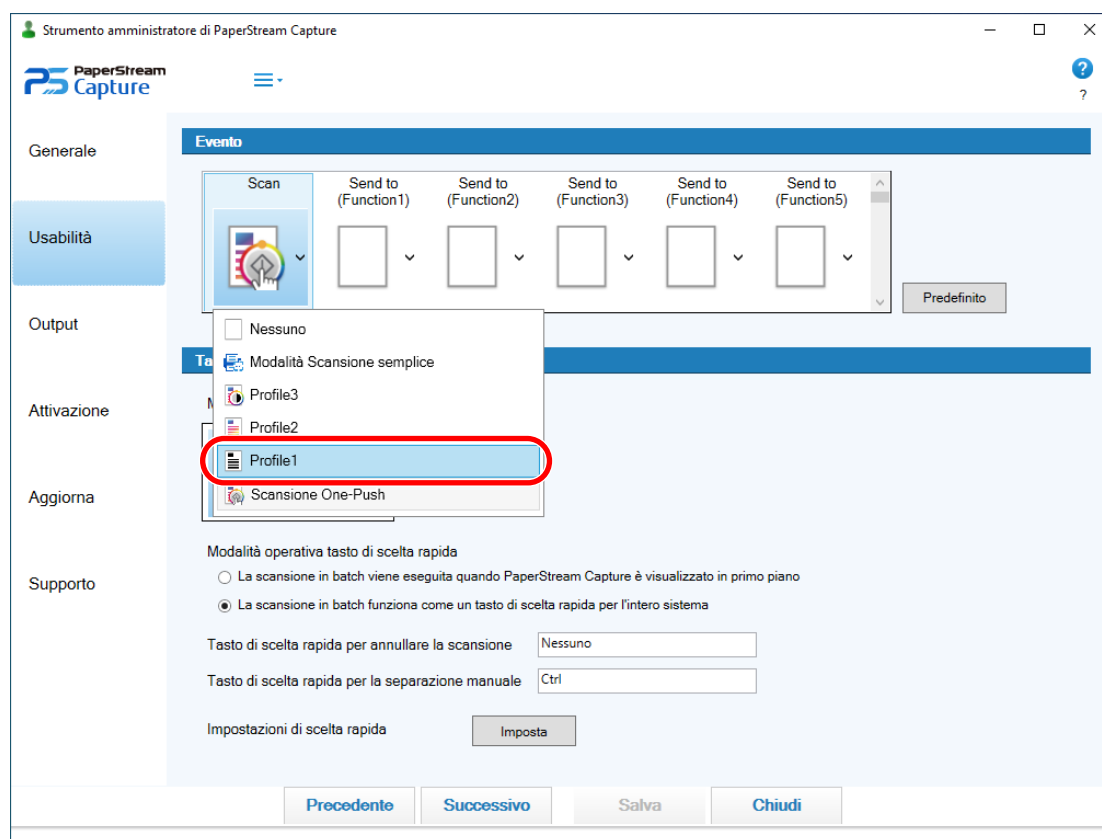 Strumento amministratore di PaperStream Capture
PaperStream
Capture
?
?
Generale
Usabilità
Output
Attivazione
Aggiorna
Supporto
Evento
Scan
Send to
(Function1)
Send to
(Function2)
Send to
(Function3)
Send to
(Function4)
Send to
(Function5)
Predefinito
Nessuno
Modalità Scansione semplice
Profile3
Profile2
Profile1
Scansione One-Push
Modalità operativa tasto di scelta rapida
La scansione in batch viene eseguita quando PaperStream Capture è visualizzato in primo piano
La scansione in batch funziona come un tasto di scelta rapida per l'intero sistema
Tasto di scelta rapida per annullare la scansione
Nessuno
Tasto di scelta rapida per la separazione manuale
Ctrl
Impostazioni di scelta rapida
Imposta
Precedente
Successivo
Salva
Chiudi